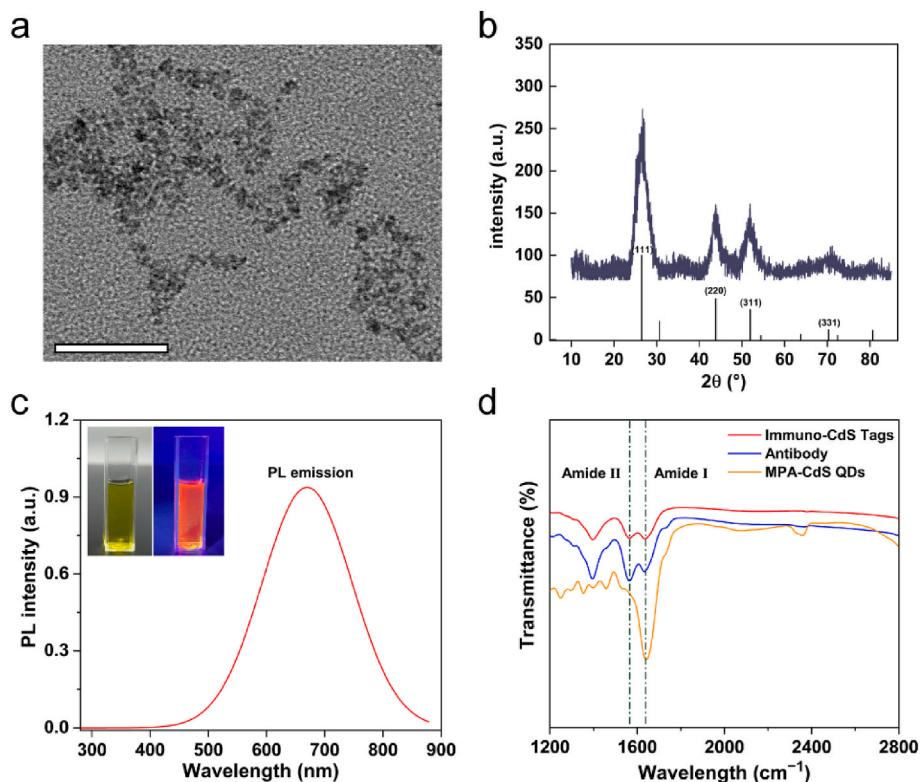 a
b
350
300
250
200
150
100
50
0
intensity (a.u.)
(111)
(220)
(311)
(331)
10 20 30 40 50 60 70 80
2θ (°)
c
1.2
0.9
0.6
0.3
0.0
PL intensity (a.u.)
PL emission
300 400 500 600 700 800 900
Wavelength (nm)
d
Immuno-CdS Tags
Antibody
MPA-CdS QDs
Amide II
Amide I
Transmittance (%)
1200 1600 2000 2400 2800
Wavelength (cm⁻¹)